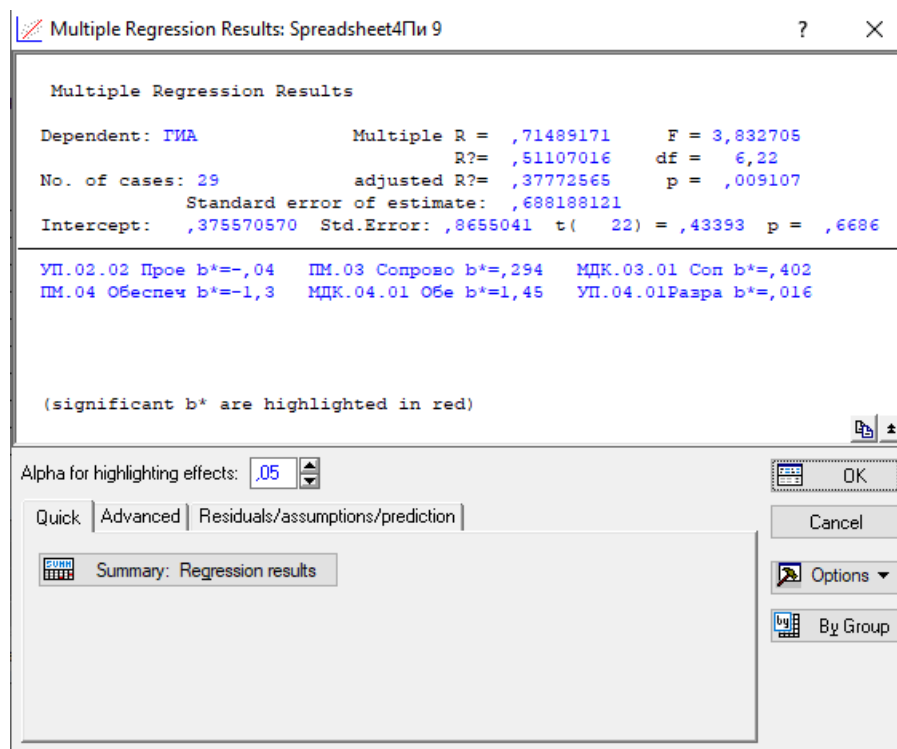 Multiple Regression Results: Spreadsheet4Пи 9 ?
Multiple Regression Results
Dependent: ГИА Multiple R = ,71489171 F = 3,832705
R?= ,51107016 df = 6,22
No. of cases: 29 adjusted R?= ,37772565 p = ,009107
Standard error of estimate: ,688188121
Intercept: ,375570570 Std.Error: ,8655041 t( 22) = ,43393 p = ,6686
УП.02.02 Прое b*=-,04 ПМ.03 Сопрово b*=,294 МДК.03.01 Соп b*=,402
ПМ.04 Обеспеч b*=-1,3 МДК.04.01 Обе b*=1,45 УП.04.01Разра b*=,016
(significant b* are highlighted in red)
Alpha for highlighting effects: ,05
OK
Quick Advanced Residuals/assumptions/prediction
Cancel
SUMM Summary: Regression results
Options
by By Group